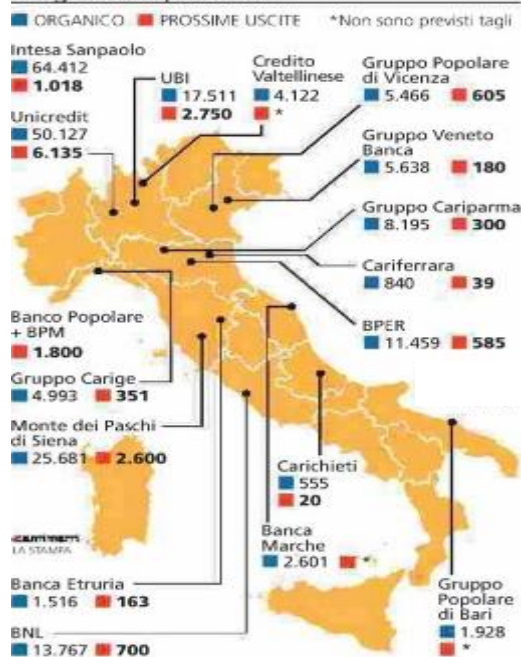 ORGANICO PROSSIME USCITE *Non sono previsti tagli
Intesa Sanpaolo
64.412
1.018
UBI
17.511
2.750
Credito
Valtellinese
4.122
*
Gruppo Popolare
di Vicenza
5.466 605
Unicredit
50.127
6.135
Gruppo Veneto
Banca
5.638 180
Gruppo Cariparma
8.195 300
Cariferrara
840 39
BPER
11.459 585
Banco Popolare
+ BPM
1.800
Gruppo Carige
4.993 351
Monte dei Paschi
di Siena
25.681 2.600
Carichieti
555
20
Banca
Marche
2.601 *
LA STAMPA
Banca Etruria
1.516 163
BNL
13.767 700
Gruppo
Popolare
di Bari
1.928
*